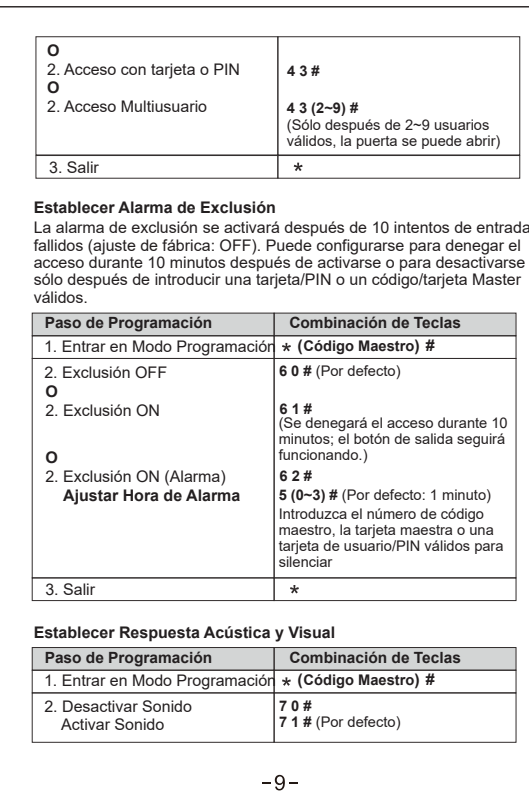 O
2. Acceso con tarjeta o PIN 4 3 #
O
2. Acceso Multiusuario 4 3 (2~9) #
(Sólo después de 2~9 usuarios
válidos, la puerta se puede abrir)
3. Salir *
Establecer Alarma de Exclusión
La alarma de exclusión se activará después de 10 intentos de entrada
fallidos (ajuste de fábrica: OFF). Puede configurarse para denegar el
acceso durante 10 minutos después de activarse o para desactivarse
sólo después de introducir una tarjeta/PIN o un código/tarjeta Master
válidos.
Paso de Programación Combinación de Teclas
1. Entrar en Modo Programación * (Código Maestro) #
2. Exclusión OFF 6 0 # (Por defecto)
O
2. Exclusión ON 6 1 #
(Se denegará el acceso durante 10
minutos; el botón de salida seguirá
funcionando.)
O
2. Exclusión ON (Alarma) 6 2 #
Ajustar Hora de Alarma 5 (0~3) # (Por defecto: 1 minuto)
Introduzca el número de código
maestro, la tarjeta maestra o una
tarjeta de usuario/PIN válidos para
silenciar
3. Salir *
Establecer Respuesta Acústica y Visual
Paso de Programación Combinación de Teclas
1. Entrar en Modo Programación * (Código Maestro) #
2. Desactivar Sonido 7 0 #
Activar Sonido 7 1 # (Por defecto)
-9-